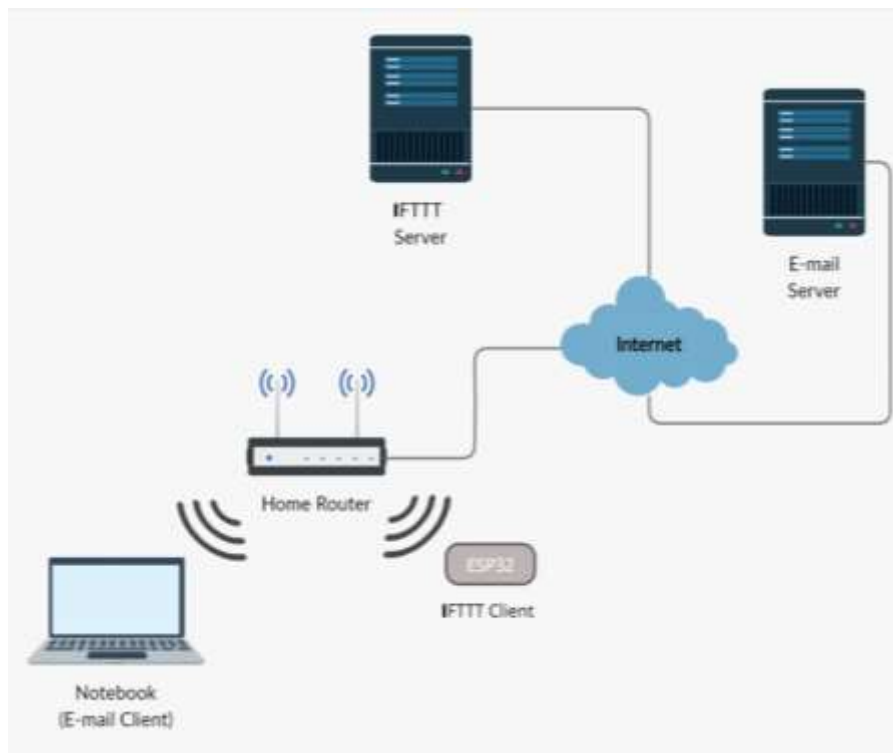 IFTTT
Server
E-mail
Server
Internet
Home Router
ESP32
IFTTT Client
Notebook
(E-mail Client)